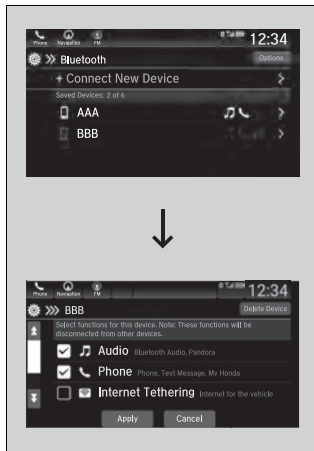 Phone Navigation FM 12:34
Bluetooth Options
+ Connect New Device
Saved Devices: 2 of 6
AAA
BBB
Phone Navigation FM 12:34
BBB Delete Device
Select functions for this device. Note: These functions will be
disconnected from other devices.
Audio Bluetooth Audio, Pandora
Phone Phone, Text Message, My Honda
Internet Tethering Internet for the vehicle
Apply Cancel